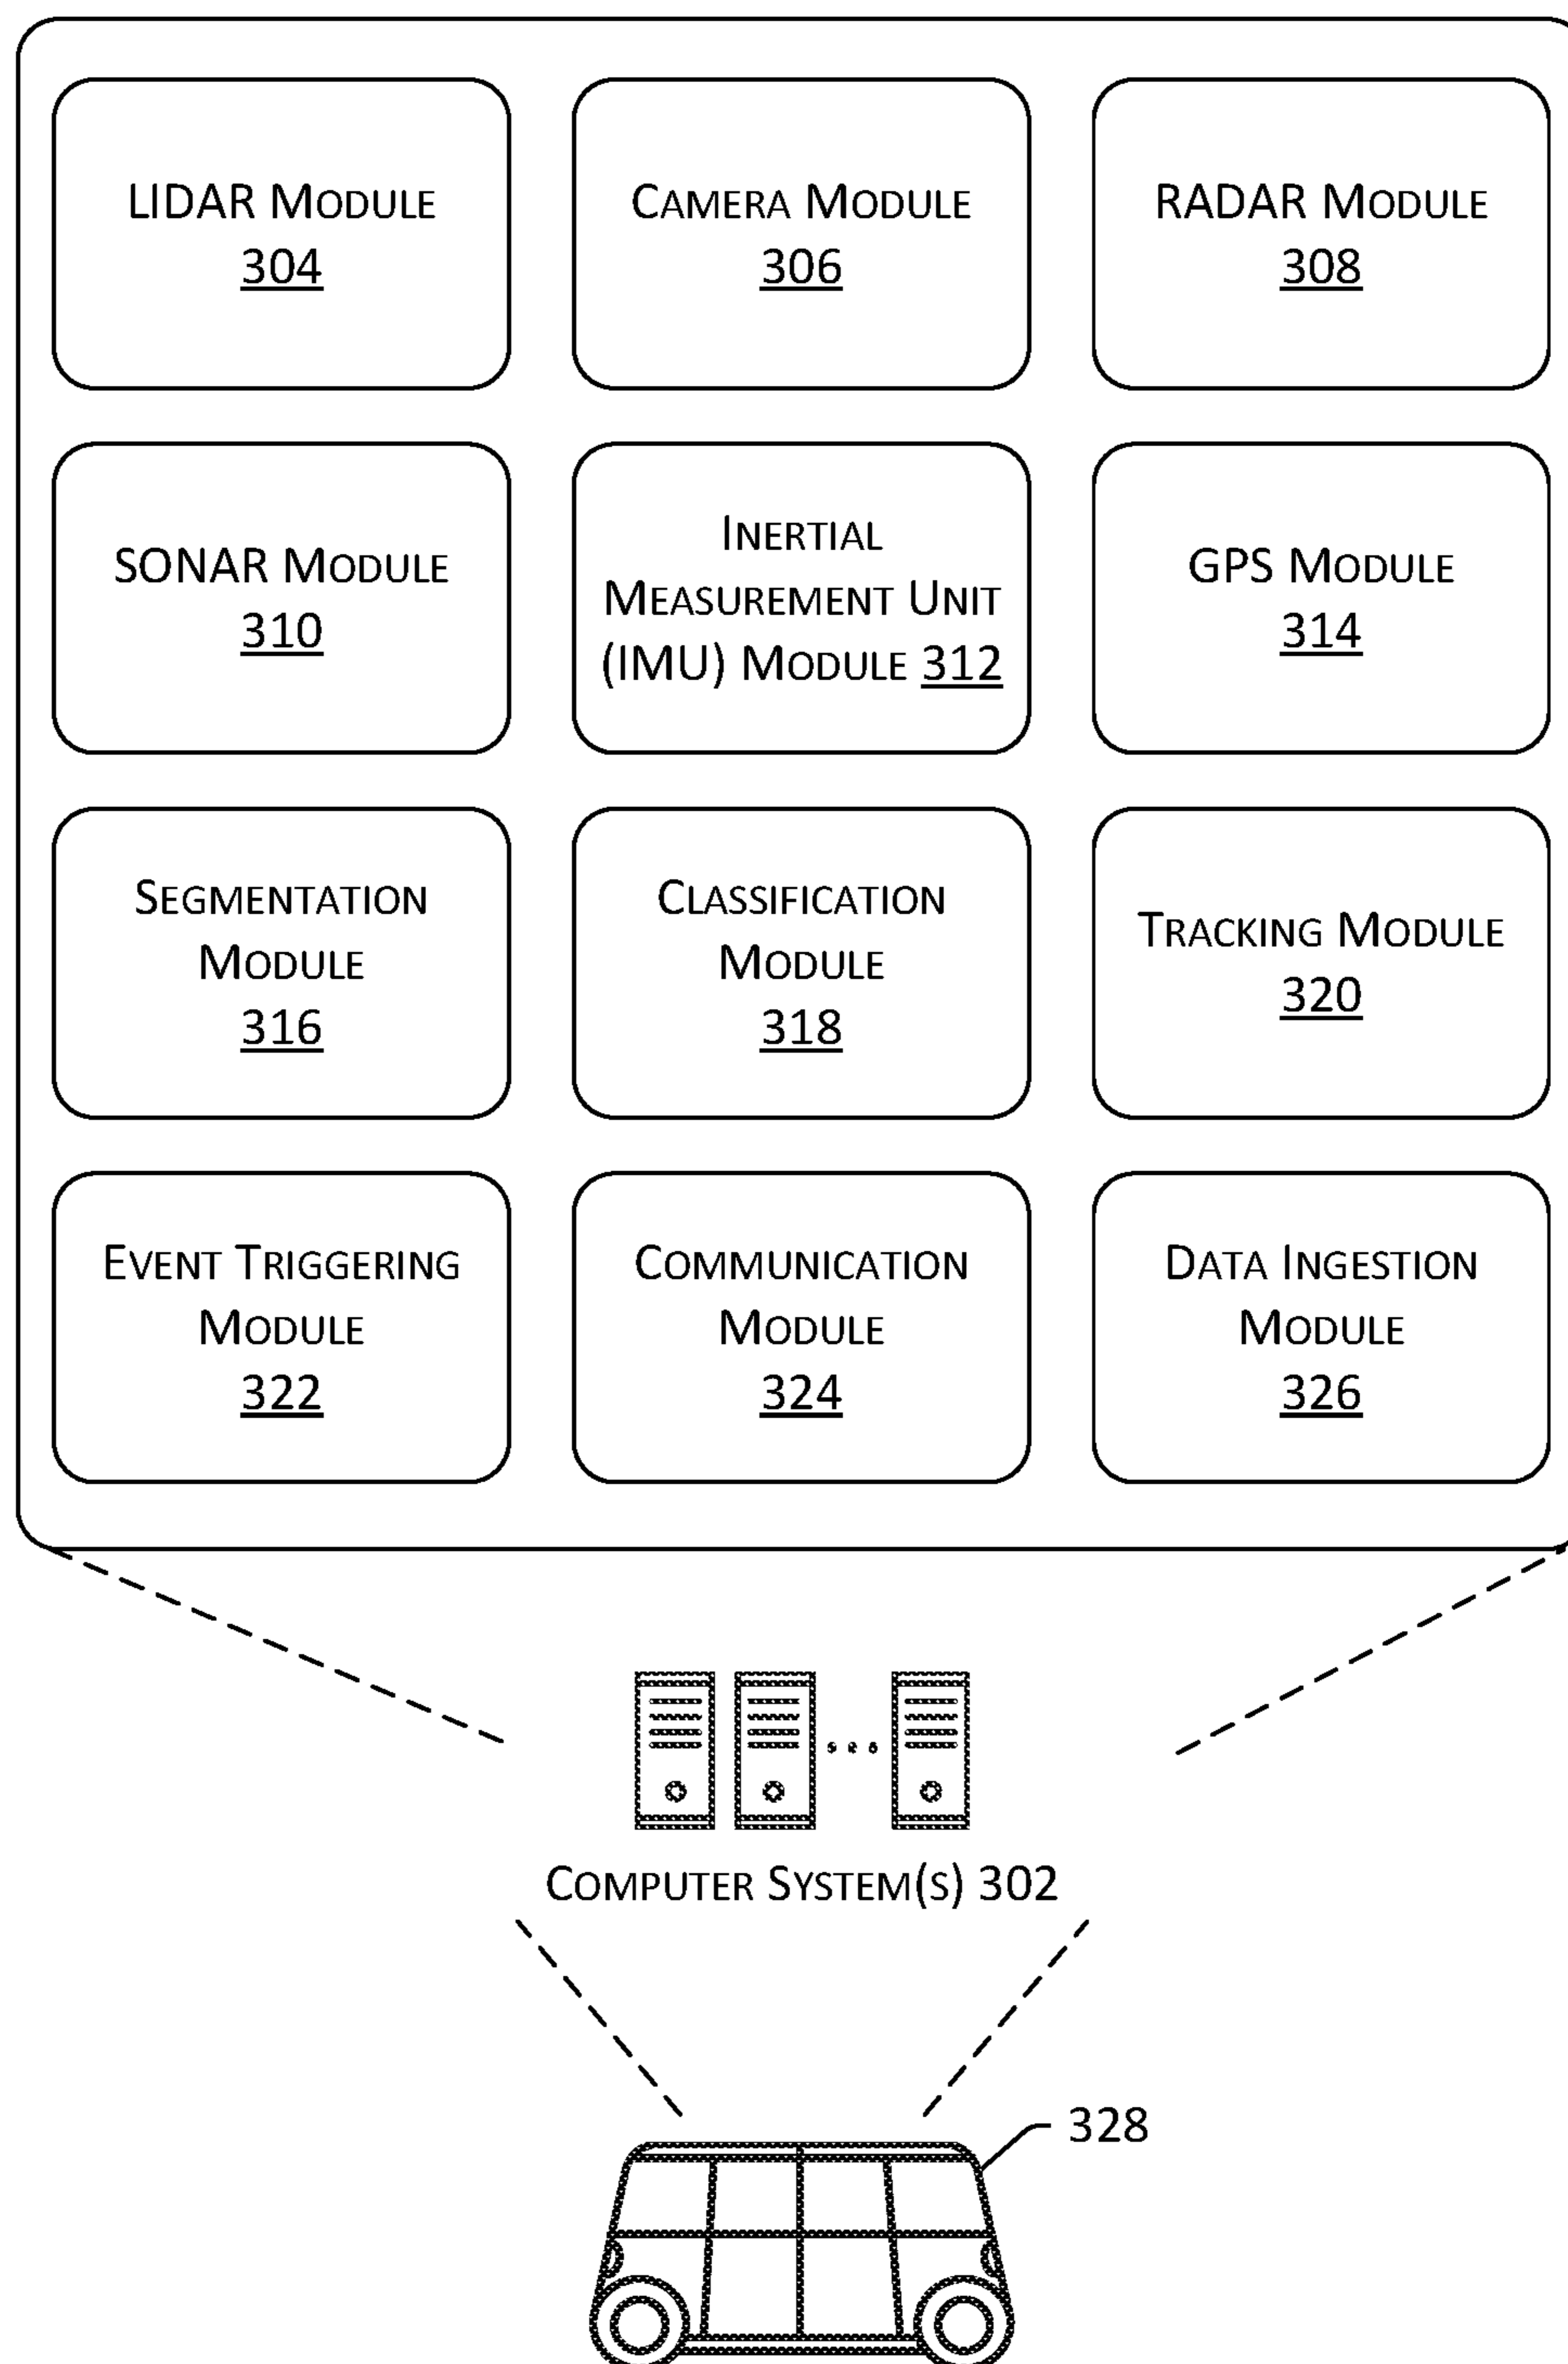 LIDAR MODULE
304
CAMERA MODULE
306
RADAR MODULE
308
SONAR MODULE
310
INERTIAL
MEASUREMENT UNIT
(IMU) MODULE 312
GPS MODULE
314
SEGMENTATION
MODULE
316
CLASSIFICATION
MODULE
318
TRACKING MODULE
320
EVENT TRIGGERING
MODULE
322
COMMUNICATION
MODULE
324
DATA INGESTION
MODULE
326
COMPUTER SYSTEM(S) 302
328